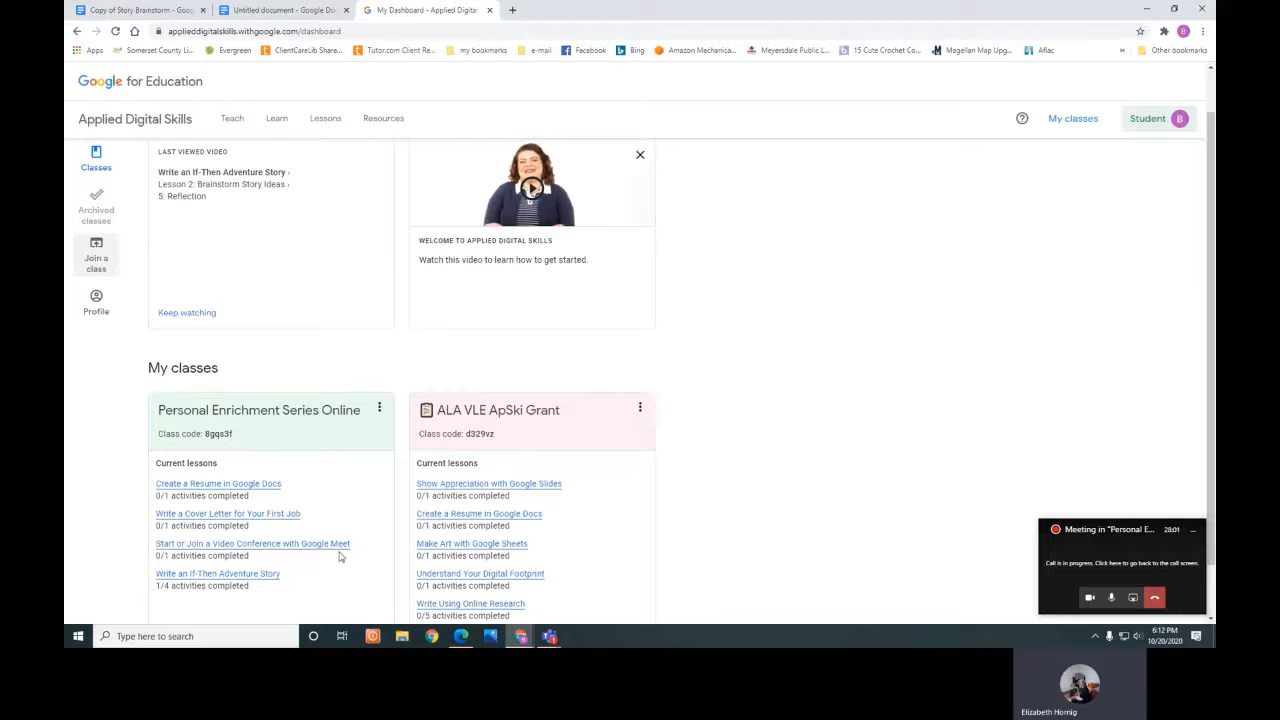 Copy of Story Brainstorm - Goog
Untitled document - Google Doc
My Dashboard - Applied Digital
applieddigitalskills.withgoogle.com/dashboard
Apps
Somerset County Li...
Evergreen
ClientCareLib Share...
Tutor.com Client Re...
my bookmarks
e-mail
Facebook
Bing
Amazon Mechanica...
Meyersdale Public L...
15 Cute Crochet Co...
Magellan Map Upg...
Aflac
Other bookmarks
Google for Education
Applied Digital Skills
Teach
Learn
Lessons
Resources
My classes
Student B
Classes
Archived
classes
Join a
class
Profile
LAST VIEWED VIDEO
Write an If-Then Adventure Story ›
Lesson 2: Brainstorm Story Ideas ›
5: Reflection
Keep watching
WELCOME TO APPLIED DIGITAL SKILLS
Watch this video to learn how to get started.
My classes
Personal Enrichment Series Online
Class code: 8gqs3f
Current lessons
Create a Resume in Google Docs
0/1 activities completed
Write a Cover Letter for Your First Job
0/1 activities completed
Start or Join a Video Conference with Google Meet
0/1 activities completed
Write an If-Then Adventure Story
1/4 activities completed
ALA VLE ApSki Grant
Class code: d329vz
Current lessons
Show Appreciation with Google Slides
0/1 activities completed
Create a Resume in Google Docs
0/1 activities completed
Make Art with Google Sheets
0/1 activities completed
Understand Your Digital Footprint
0/1 activities completed
Write Using Online Research
0/5 activities completed
Meeting in "Personal E...
28:01
Call is in progress. Click here to go back to the call screen.
Type here to search
6:12 PM
10/20/2020
Elizabeth Hornig